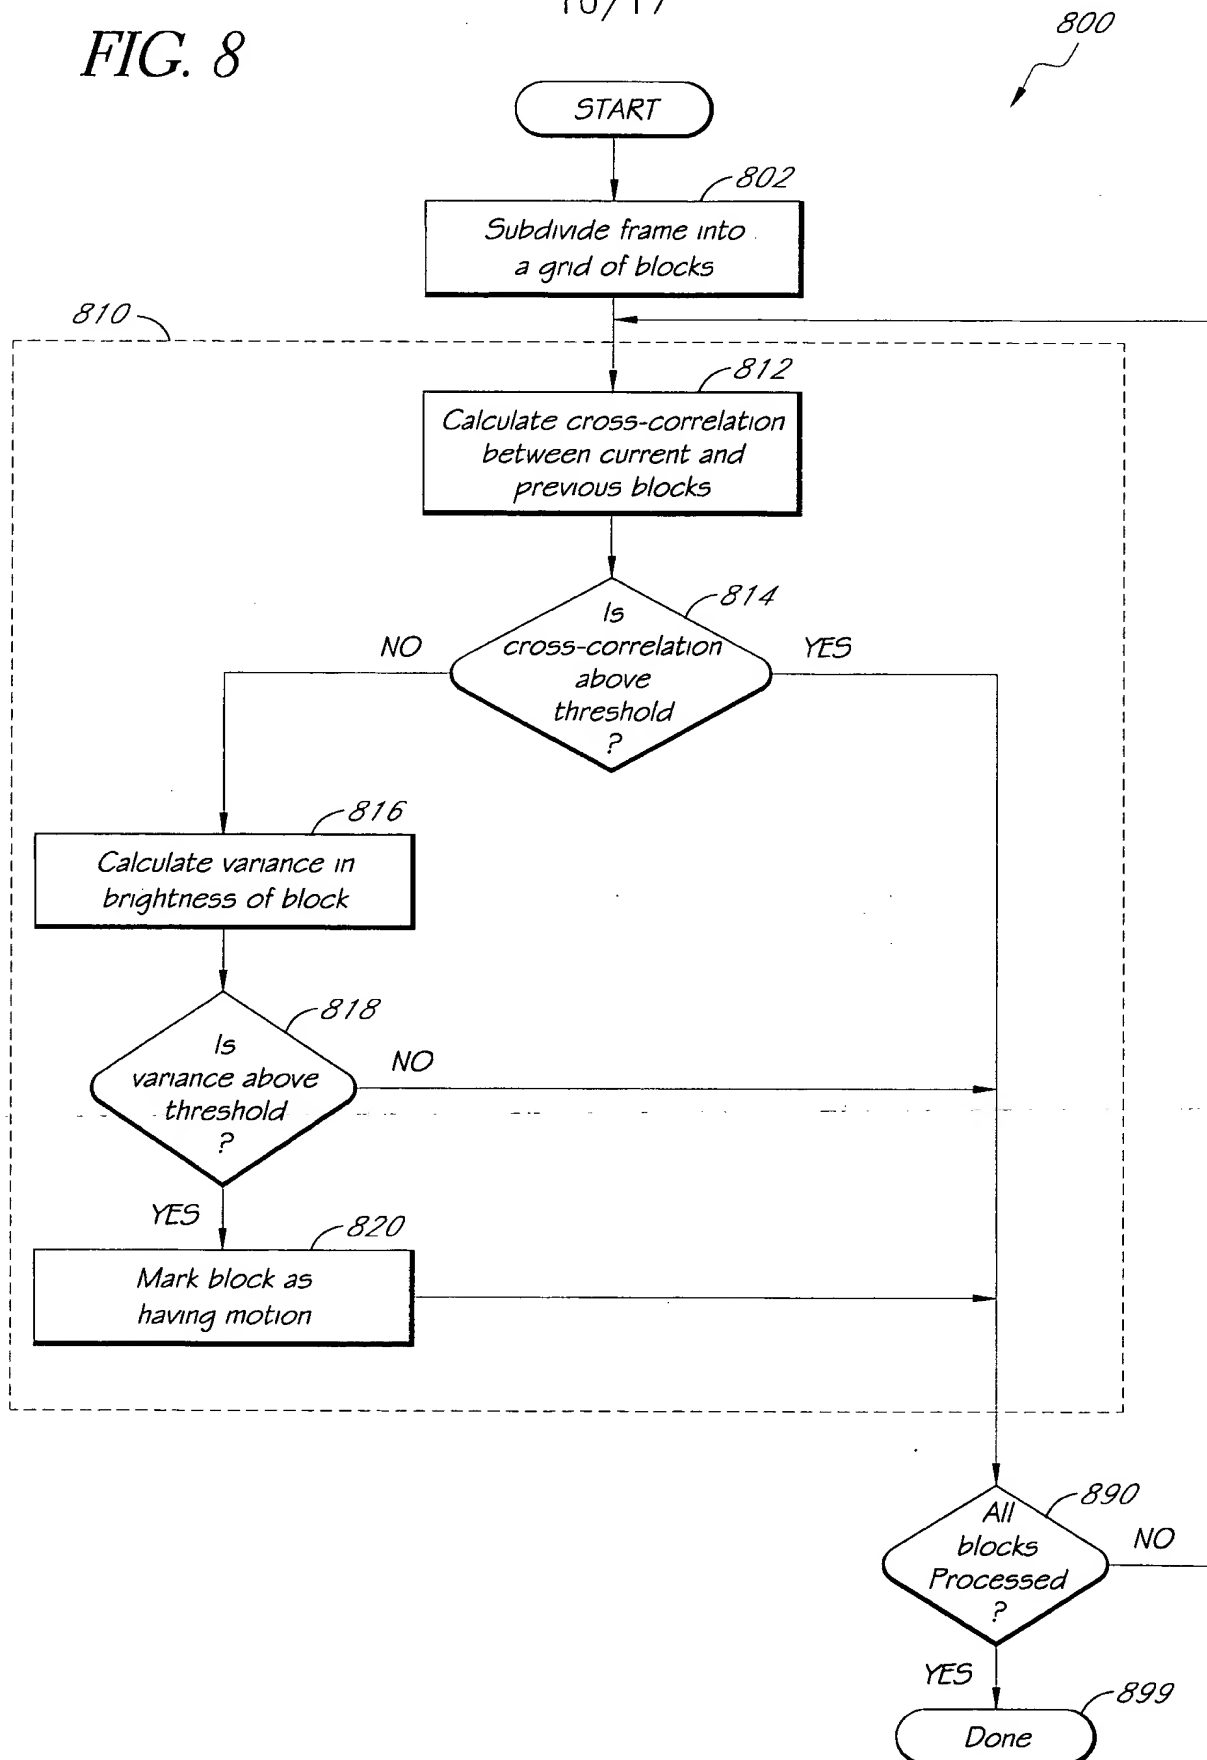 10/17
FIG. 8
800
START
802
Subdivide frame into
a grid of blocks
810
812
Calculate cross-correlation
between current and
previous blocks
814
Is
cross-correlation
above
threshold
?
NO
YES
816
Calculate variance in
brightness of block
818
Is
variance above
threshold
?
NO
YES
820
Mark block as
having motion
890
All
blocks
Processed
?
NO
YES
899
Done